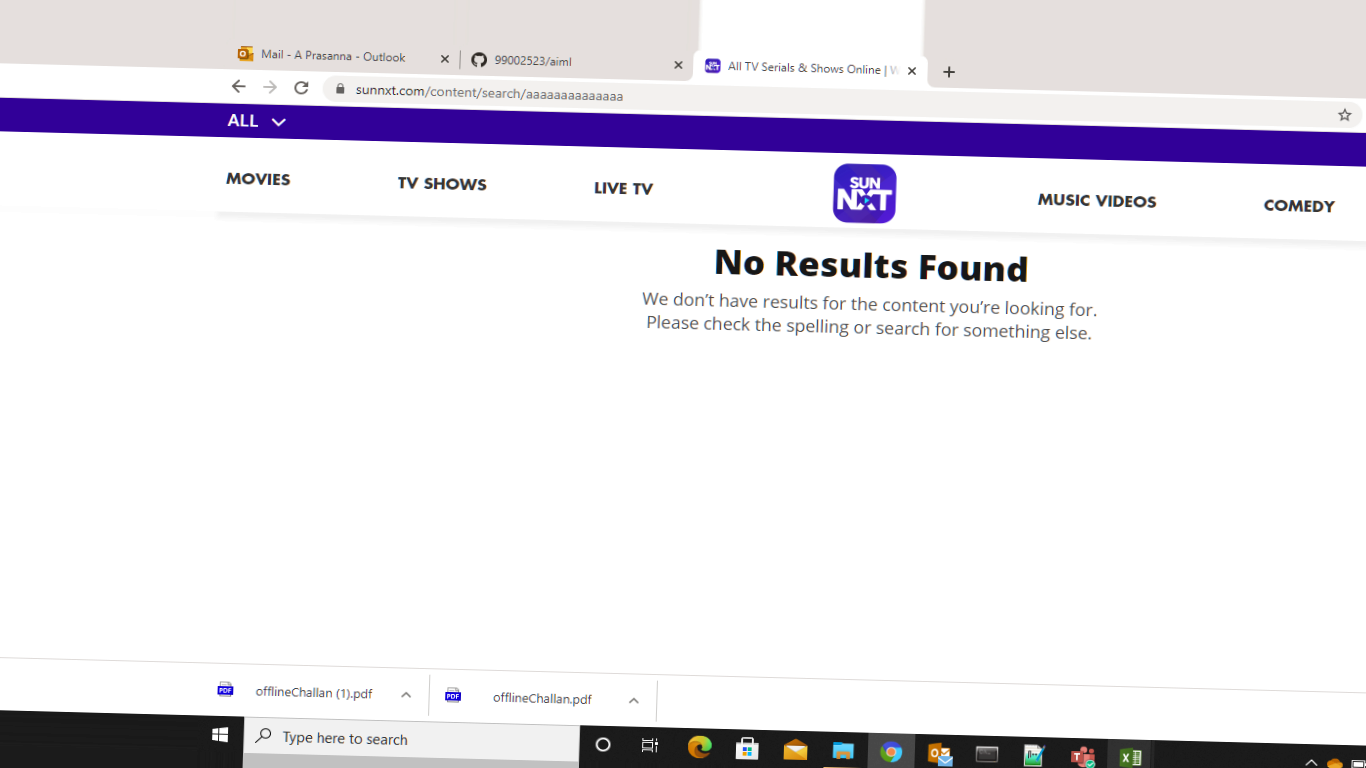 Mail - A Prasanna - Outlook
99002523/aiml
All TV Serials & Shows Online | W
sunnxt.com/content/search/aaaaaaaaaaaaaa
ALL
MOVIES
TV SHOWS
LIVE TV
SUN
NXT
MUSIC VIDEOS
COMEDY
No Results Found
We don’t have results for the content you’re looking for.
Please check the spelling or search for something else.
PDF
offlineChallan (1).pdf
PDF
offlineChallan.pdf
Type here to search